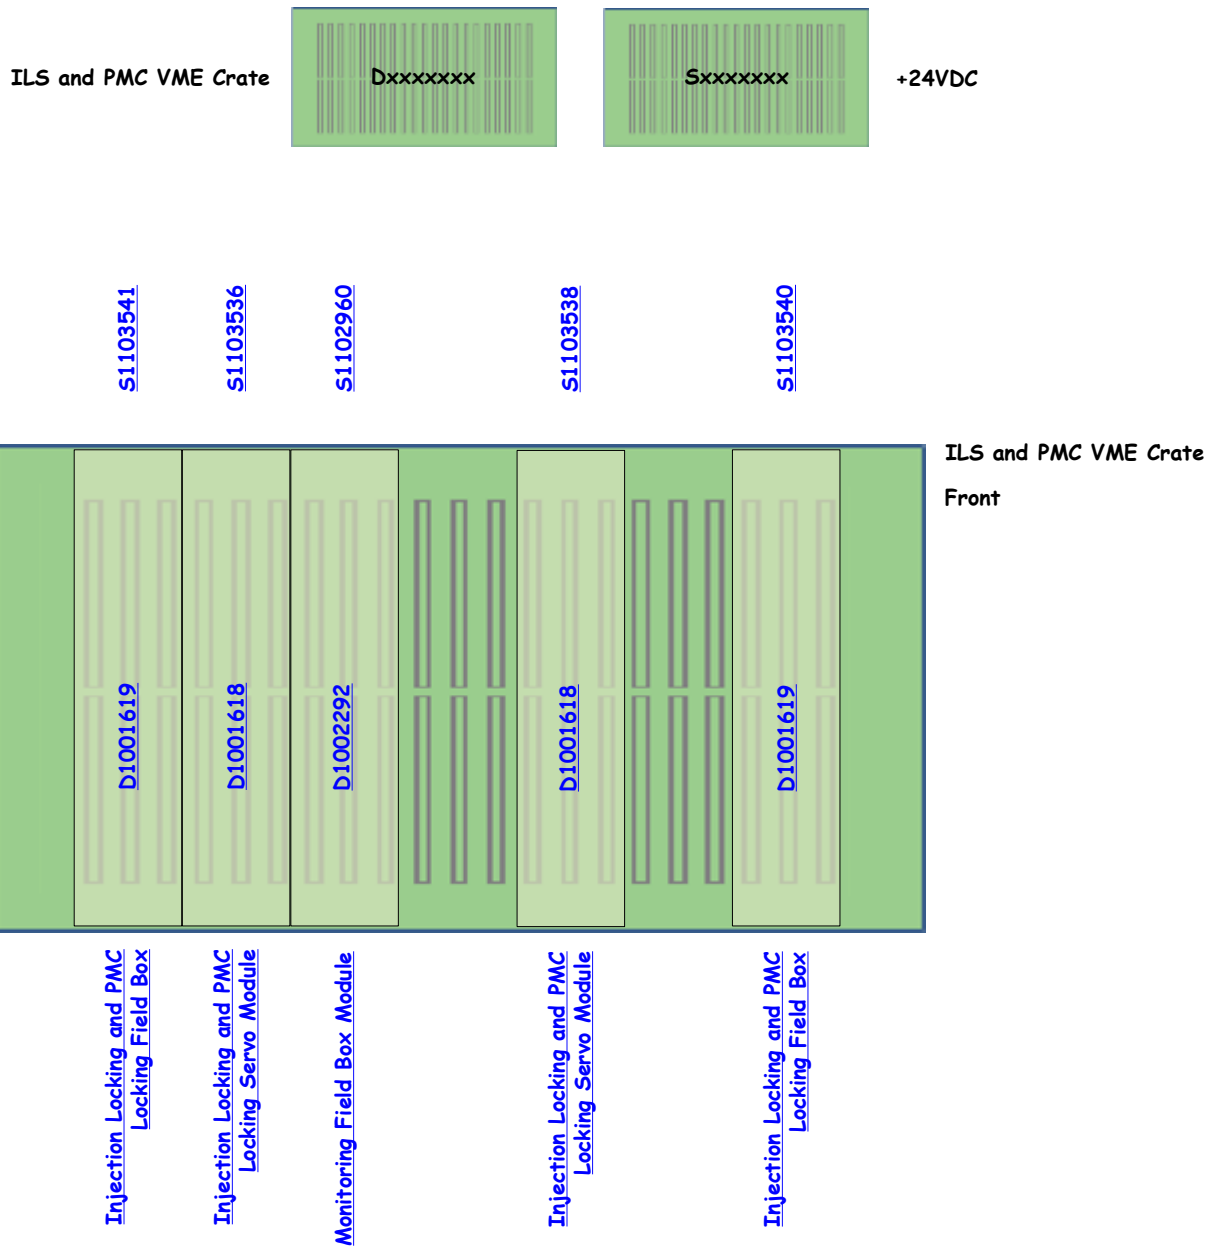 ILS and PMC VME Crate
Dxxxxxxx
Sxxxxxxx
+24VDC
S1103541
S1103536
S1102960
S1103538
S1103540
ILS and PMC VME Crate
Front
D1001619
D1001618
D1002292
D1001618
D1001619
Injection Locking and PMC
Locking Field Box
Injection Locking and PMC
Locking Servo Module
Monitoring Field Box Module
Injection Locking and PMC
Locking Servo Module
Injection Locking and PMC
Locking Field Box